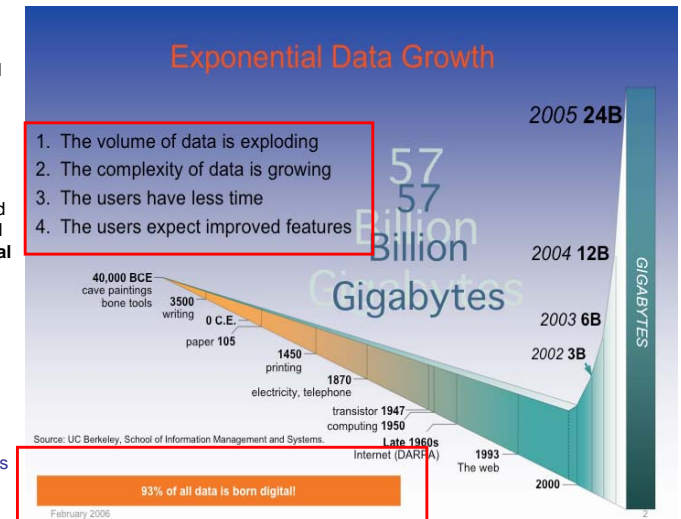 Exponential Data Growth
1. The volume of data is exploding
2. The complexity of data is growing
3. The users have less time
4. The users expect improved features
57
Billion
Gigabytes
57
Billion
Gigabytes
2005 24B
2004 12B
2003 6B
2002 3B
GIGABYTES
40,000 BCE
cave paintings
bone tools
3500
writing
0 C.E.
paper 105
1450
printing
1870
electricity, telephone
transistor 1947
computing 1950
Late 1960s
Internet (DARPA)
1993
The web
2000
Source: UC Berkeley, School of Information Management and Systems.
93% of all data is born digital!
February 2006
2